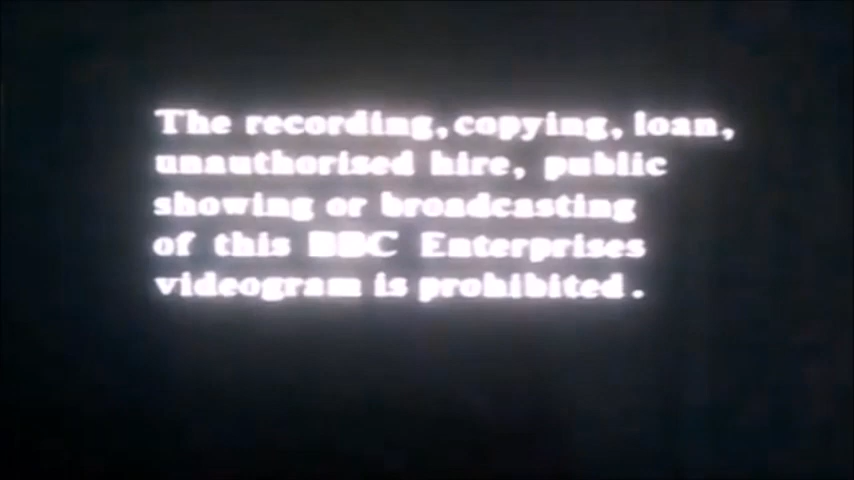 The recording, copying, loan,
unauthorised hire, public
showing or broadcasting
of this BBC Enterprises
videogram is prohibited.